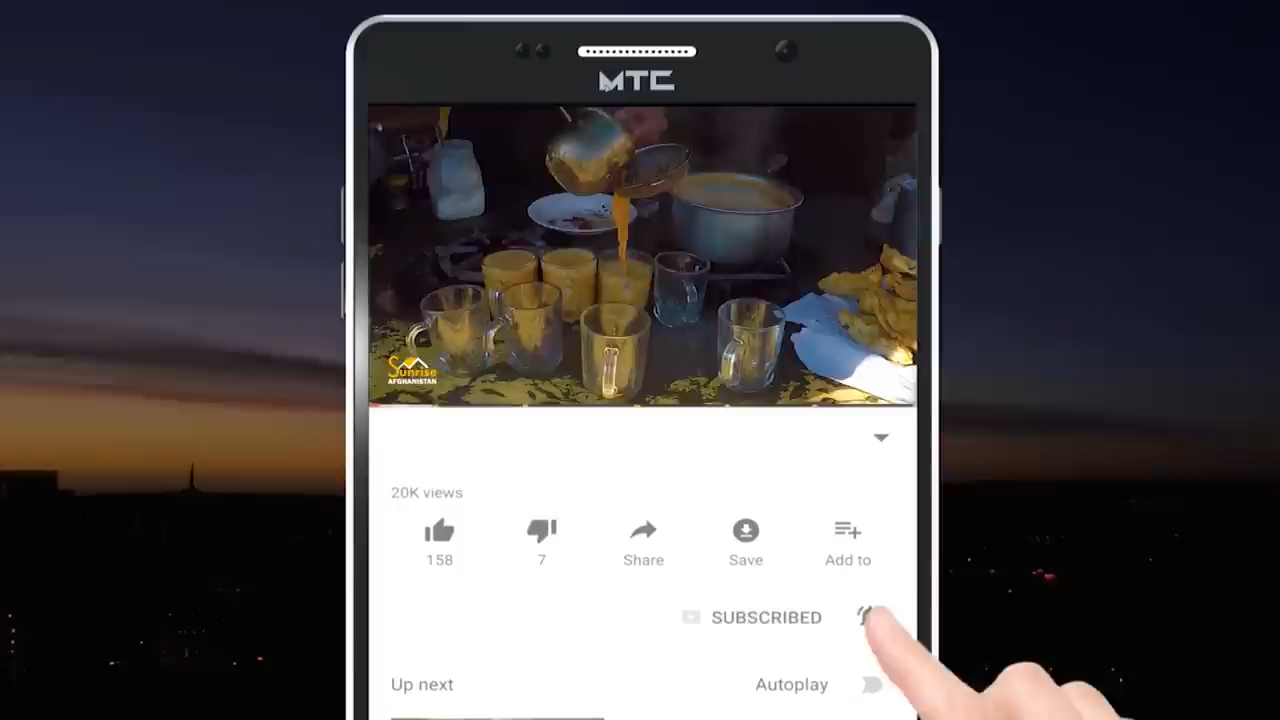 MTC
Sunrise
AFGHANISTAN
20K views
158
7
Share
Save
Add to
SUBSCRIBED
Up next
Autoplay